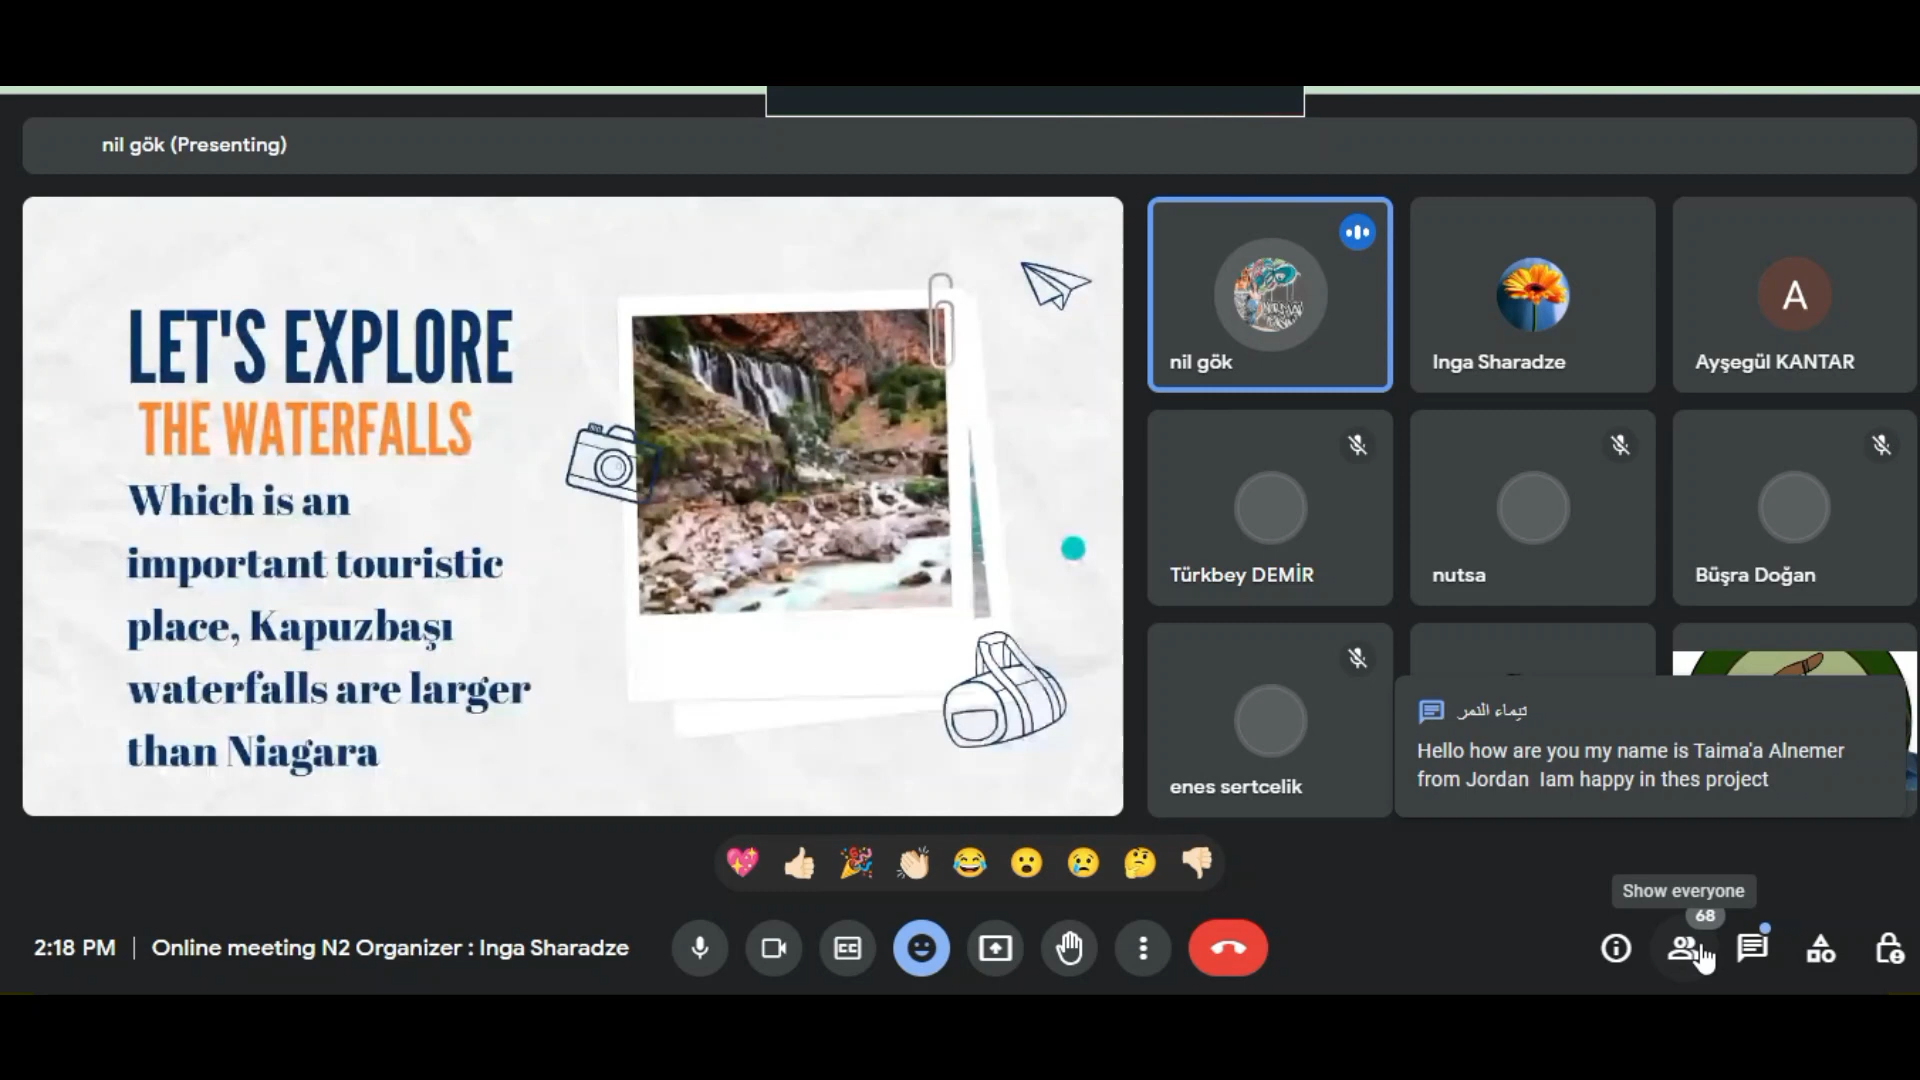 nil gök (Presenting)
LET'S EXPLORE
THE WATERFALLS
Which is an
important touristic
place, Kapuzbaşı
waterfalls are larger
than Niagara
nil gök
Inga Sharadze
A
Ayşegül KANTAR
Türkbey DEMİR
nutsa
Büşra Doğan
enes sertcelik
تيماء النمر
Hello how are you my name is Taima'a Alnemer
from Jordan Iam happy in thes project
Show everyone
68
2:18 PM | Online meeting N2 Organizer : Inga Sharadze
CC